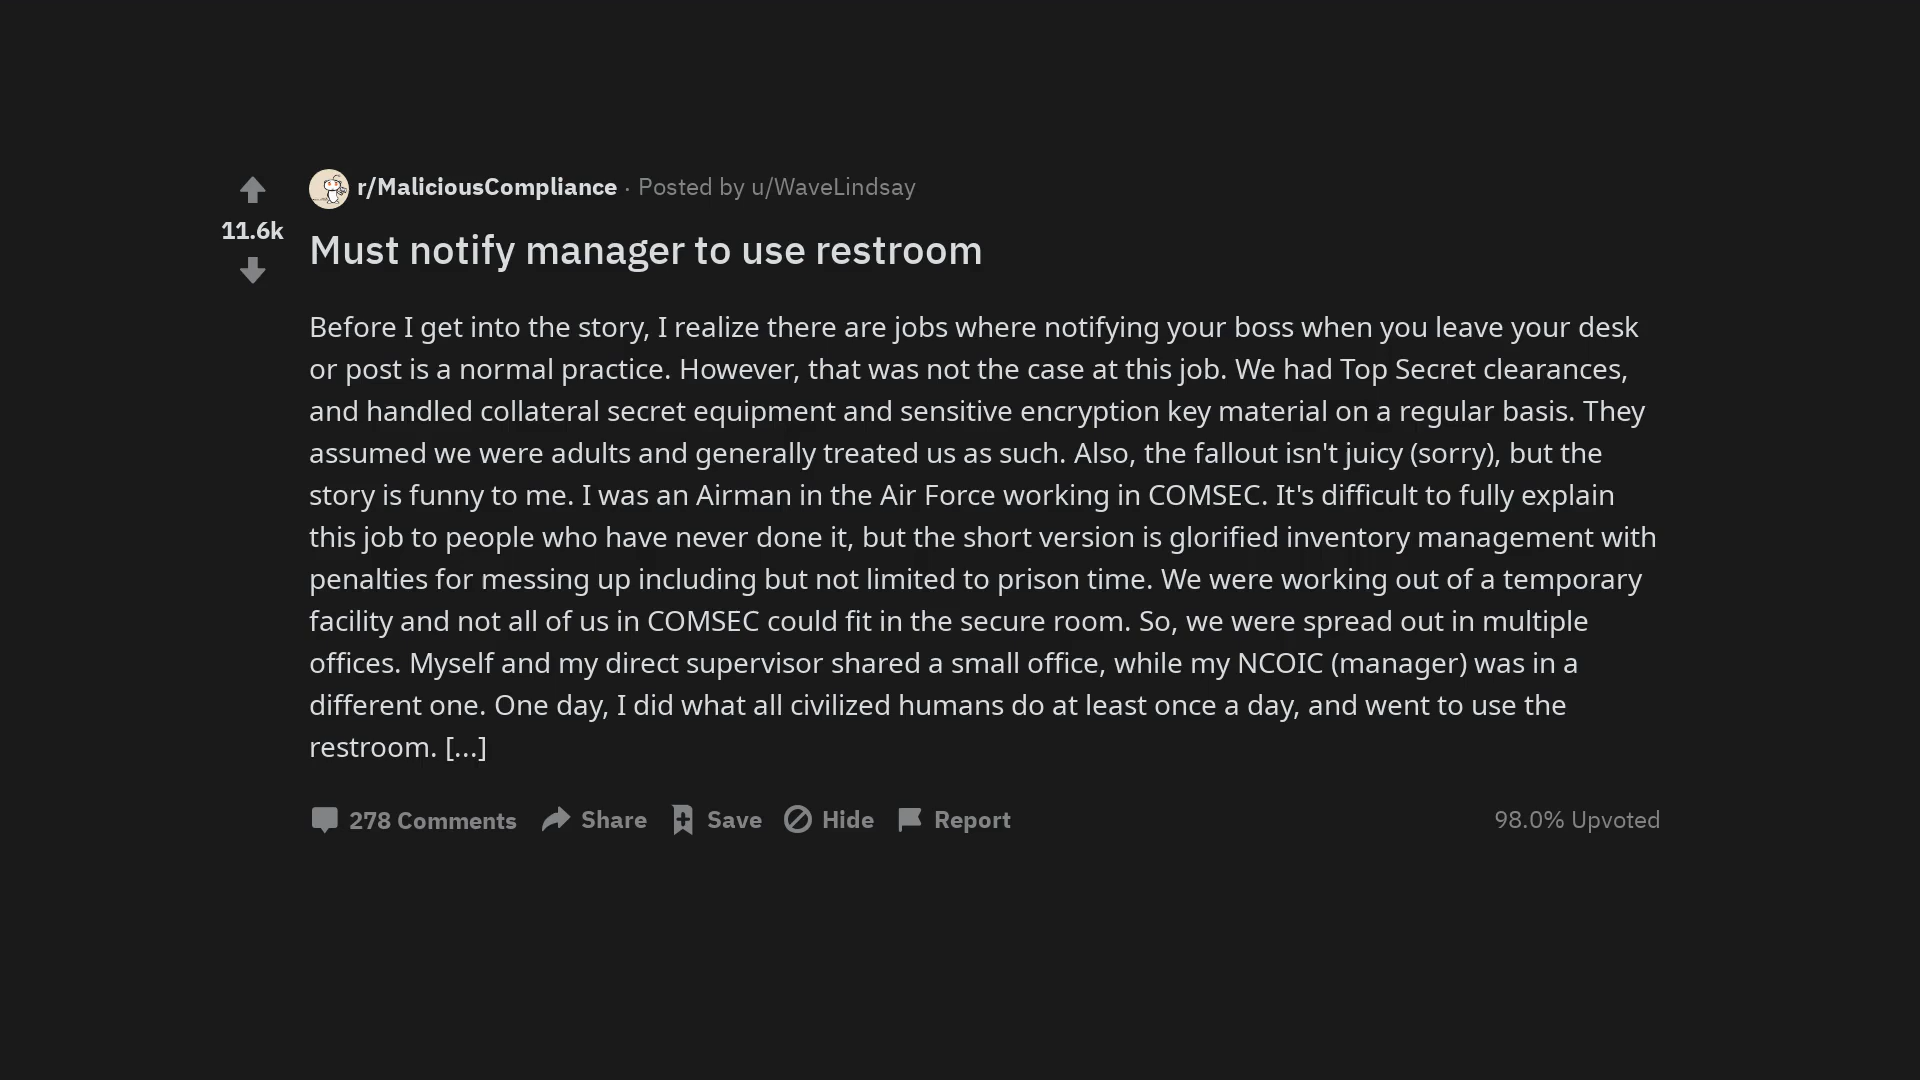 r/MaliciousCompliance · Posted by u/WaveLindsay
11.6k
Must notify manager to use restroom
Before I get into the story, I realize there are jobs where notifying your boss when you leave your desk
or post is a normal practice. However, that was not the case at this job. We had Top Secret clearances,
and handled collateral secret equipment and sensitive encryption key material on a regular basis. They
assumed we were adults and generally treated us as such. Also, the fallout isn't juicy (sorry), but the
story is funny to me. I was an Airman in the Air Force working in COMSEC. It's difficult to fully explain
this job to people who have never done it, but the short version is glorified inventory management with
penalties for messing up including but not limited to prison time. We were working out of a temporary
facility and not all of us in COMSEC could fit in the secure room. So, we were spread out in multiple
offices. Myself and my direct supervisor shared a small office, while my NCOIC (manager) was in a
different one. One day, I did what all civilized humans do at least once a day, and went to use the
restroom. [...]
278 Comments Share Save Hide Report 98.0% Upvoted